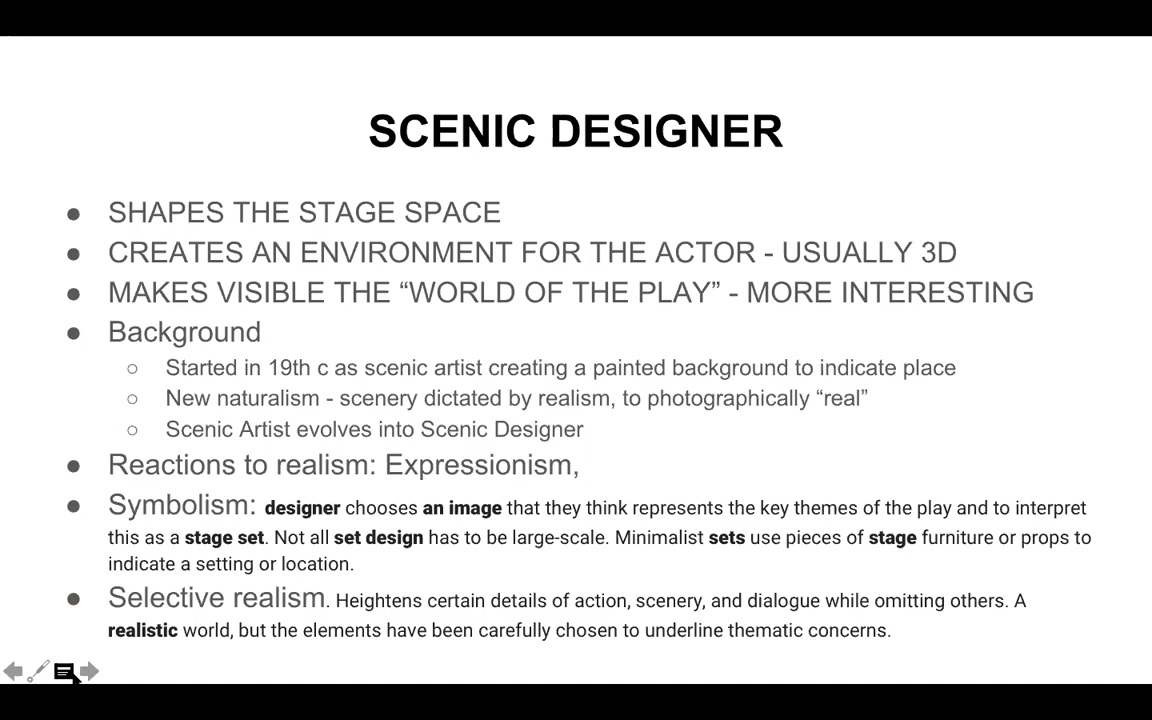 SCENIC DESIGNER
● SHAPES THE STAGE SPACE
● CREATES AN ENVIRONMENT FOR THE ACTOR - USUALLY 3D
● MAKES VISIBLE THE “WORLD OF THE PLAY” - MORE INTERESTING
● Background
○ Started in 19th c as scenic artist creating a painted background to indicate place
○ New naturalism - scenery dictated by realism, to photographically “real”
○ Scenic Artist evolves into Scenic Designer
● Reactions to realism: Expressionism,
● Symbolism: designer chooses an image that they think represents the key themes of the play and to interpret
this as a stage set. Not all set design has to be large-scale. Minimalist sets use pieces of stage furniture or props to
indicate a setting or location.
● Selective realism. Heightens certain details of action, scenery, and dialogue while omitting others. A
realistic world, but the elements have been carefully chosen to underline thematic concerns.